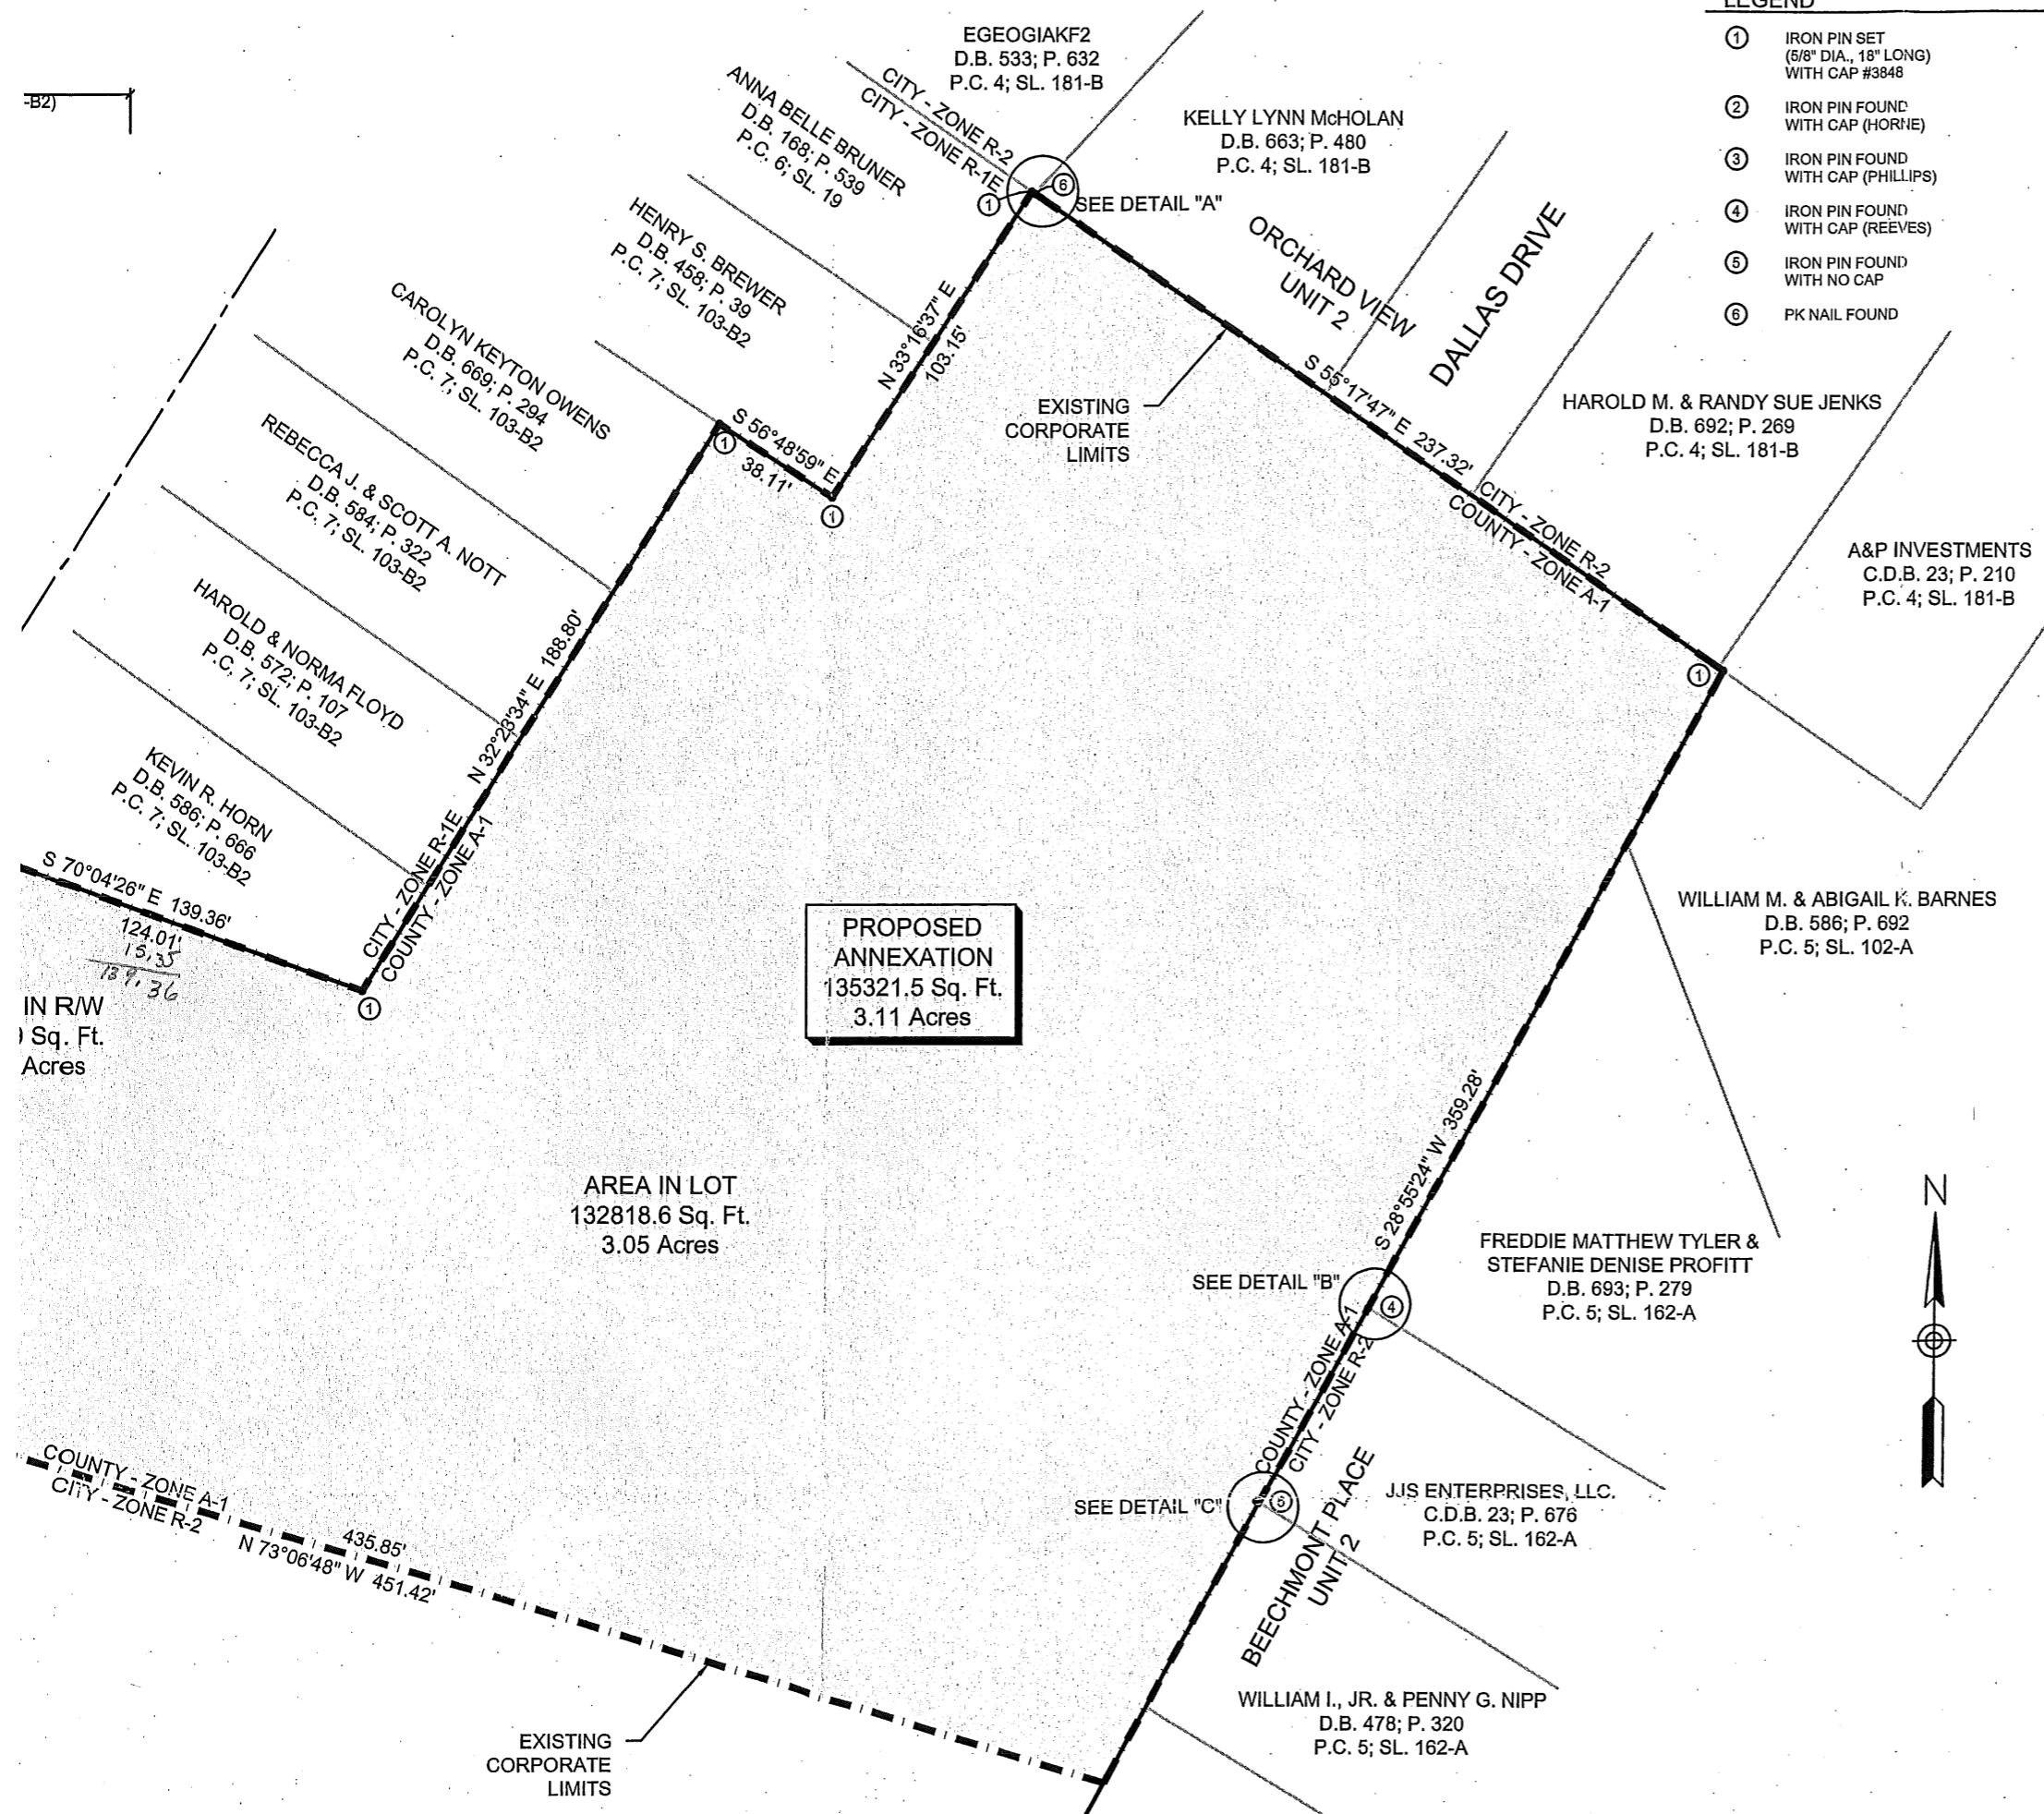 LEGEND
① IRON PIN SET
(5/8" DIA., 18" LONG)
WITH CAP #3848
② IRON PIN FOUND
WITH CAP (HORNE)
③ IRON PIN FOUND
WITH CAP (PHILLIPS)
④ IRON PIN FOUND
WITH CAP (REEVES)
⑤ IRON PIN FOUND
WITH NO CAP
⑥ PK NAIL FOUND
-B2)
EGEOGIAKF2
D.B. 533; P. 632
P.C. 4; SL. 181-B
CITY - ZONE R-2
CITY - ZONE R-1E
ANNA BELLE BRUNER
D.B. 168; P. 539
P.C. 6; SL. 19
KELLY LYNN McHOLAN
D.B. 663; P. 480
P.C. 4; SL. 181-B
① ⑥
SEE DETAIL "A"
HENRY S. BREWER
D.B. 458; P. 39
P.C. 7; SL. 103-B2
ORCHARD VIEW
UNIT 2
DALLAS DRIVE
CAROLYN KEYTON OWENS
D.B. 669; P. 294
P.C. 7; SL. 103-B2
N 33°16'37" E
103.15'
EXISTING
CORPORATE
LIMITS
S 55°17'47" E 237.32'
HAROLD M. & RANDY SUE JENKS
D.B. 692; P. 269
P.C. 4; SL. 181-B
S 56°48'59" E
38.11'
①
①
REBECCA J. & SCOTT A. NOTT
D.B. 584; P. 322
P.C. 7; SL. 103-B2
CITY - ZONE R-2
COUNTY - ZONE A-1
A&P INVESTMENTS
C.D.B. 23; P. 210
P.C. 4; SL. 181-B
HAROLD & NORMA FLOYD
D.B. 572; P. 107
P.C. 7; SL. 103-B2
N 32°23'34" E 188.80'
①
KEVIN R. HORN
D.B. 586; P. 666
P.C. 7; SL. 103-B2
CITY - ZONE R-1E
COUNTY - ZONE A-1
S 70°04'26" E 139.36'
124.01'
15.35
139.36
①
IN R/W
Sq. Ft.
Acres
PROPOSED
ANNEXATION
135321.5 Sq. Ft.
3.11 Acres
WILLIAM M. & ABIGAIL K. BARNES
D.B. 586; P. 692
P.C. 5; SL. 102-A
S 28°55'24" W 359.28'
AREA IN LOT
132818.6 Sq. Ft.
3.05 Acres
N
FREDDIE MATTHEW TYLER &
STEFANIE DENISE PROFITT
D.B. 693; P. 279
P.C. 5; SL. 162-A
SEE DETAIL "B"
④
COUNTY - ZONE A-1
CITY - ZONE R-2
SEE DETAIL "C"
⑤
BEECHMONT PLACE
UNIT 2
JJS ENTERPRISES, LLC.
C.D.B. 23; P. 676
P.C. 5; SL. 162-A
COUNTY - ZONE A-1
CITY - ZONE R-2
435.85'
N 73°06'48" W 451.42'
WILLIAM I., JR. & PENNY G. NIPP
D.B. 478; P. 320
P.C. 5; SL. 162-A
EXISTING
CORPORATE
LIMITS